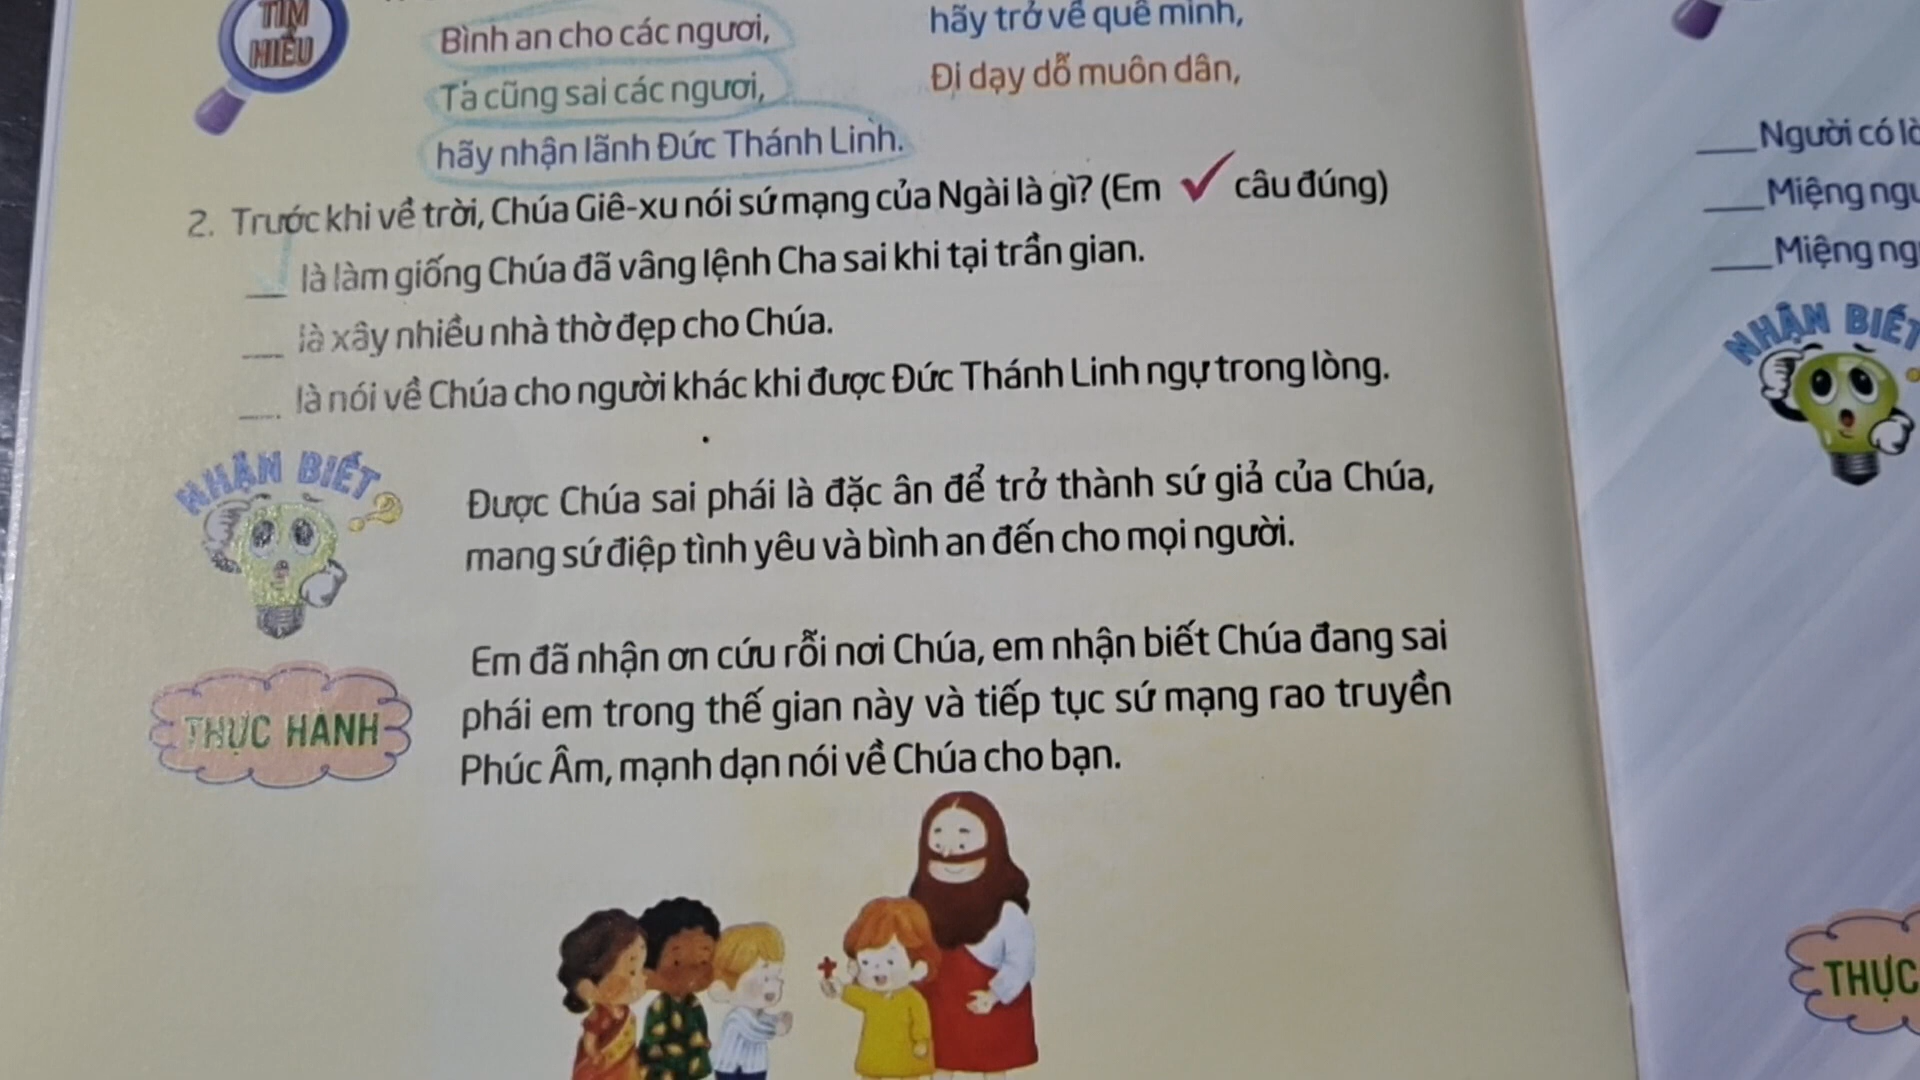 TÌM
HIỂU
Bình an cho các ngươi,
Ta cũng sai các ngươi,
hãy nhận lãnh Đức Thánh Linh.
hãy trở về quê mình,
Đi dạy dỗ muôn dân,
2. Trước khi về trời, Chúa Giê-xu nói sứ mạng của Ngài là gì? (Em ✓ câu đúng)
___ là làm giống Chúa đã vâng lệnh Cha sai khi tại trần gian.
___ là xây nhiều nhà thờ đẹp cho Chúa.
___ là nói về Chúa cho người khác khi được Đức Thánh Linh ngự trong lòng.
NHẬN BIẾT
Được Chúa sai phái là đặc ân để trở thành sứ giả của Chúa,
mang sứ điệp tình yêu và bình an đến cho mọi người.
THỰC HÀNH
Em đã nhận ơn cứu rỗi nơi Chúa, em nhận biết Chúa đang sai
phái em trong thế gian này và tiếp tục sứ mạng rao truyền
Phúc Âm, mạnh dạn nói về Chúa cho bạn.
___ Người có
___ Miệng
___ Miệng
NHẬN BIẾT
THỰC